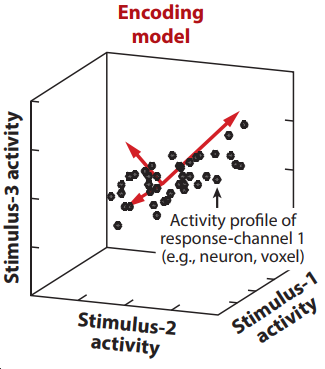 Encoding
model
Stimulus-3 activity
Activity profile of
response-channel 1
(e.g., neuron, voxel)
Stimulus-2
activity
Stimulus-1
activity